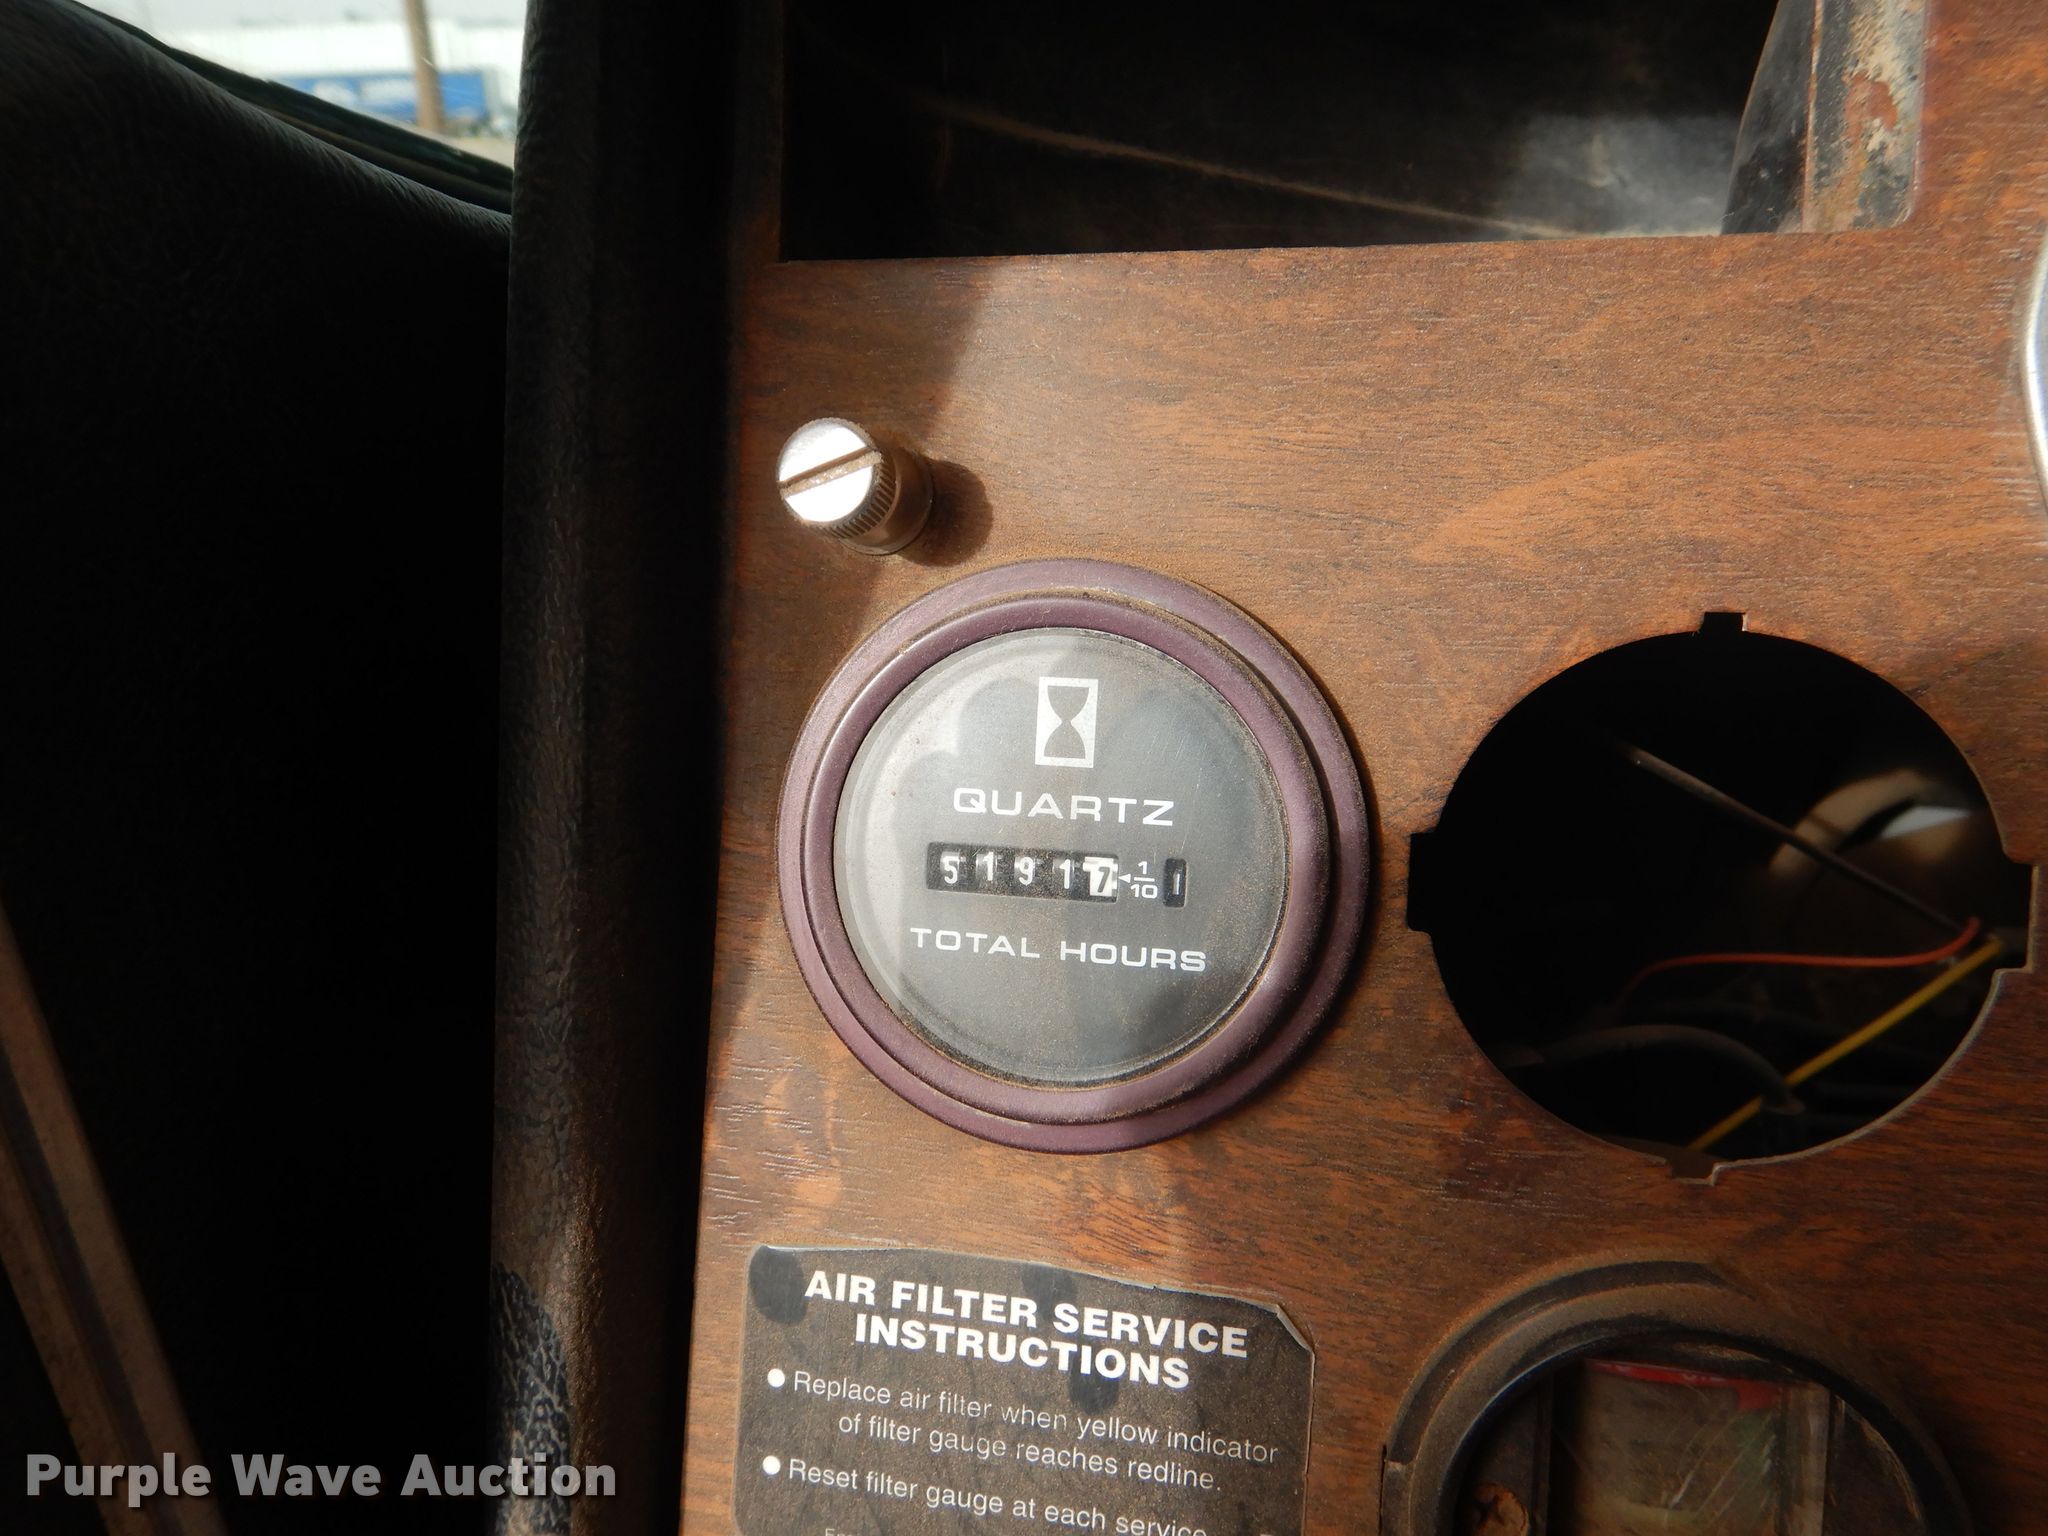 QUARTZ
51917 1/10
TOTAL HOURS
AIR FILTER SERVICE
INSTRUCTIONS
● Replace air filter when yellow indicator
of filter gauge reaches redline.
● Reset filter gauge at each service
Purple Wave Auction